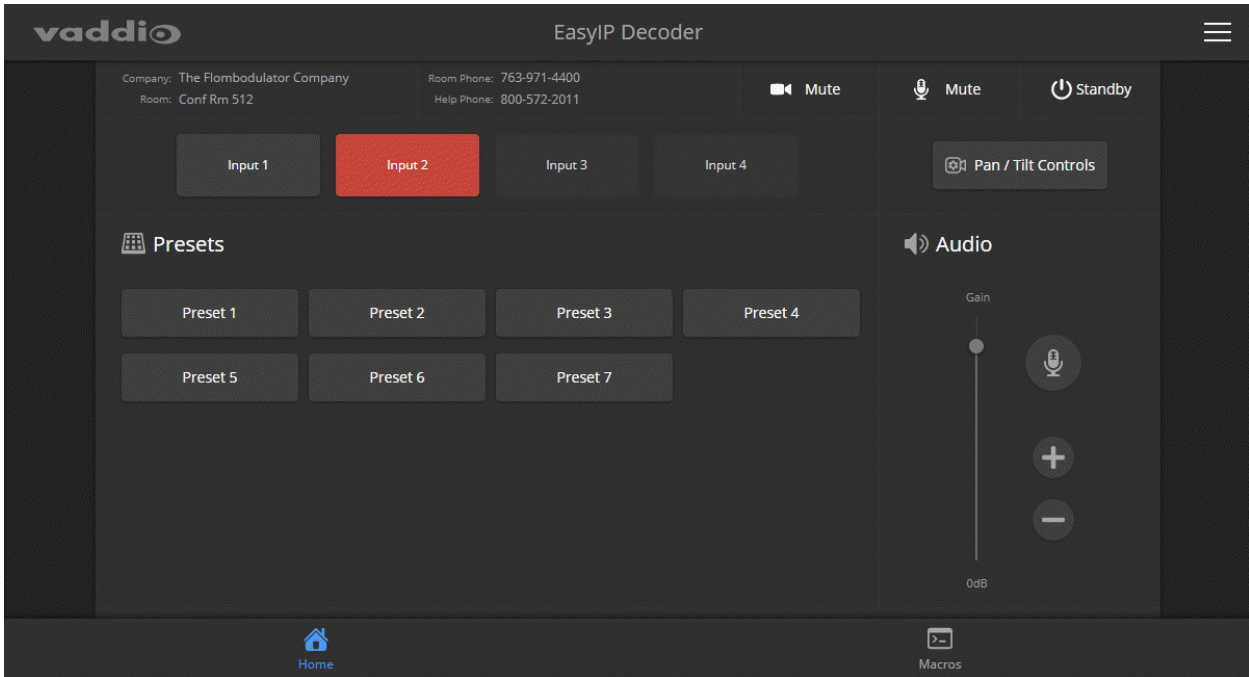 vaddio
EasyIP Decoder
Company: The Flombodulator Company
Room: Conf Rm 512
Room Phone: 763-971-4400
Help Phone: 800-572-2011
Mute
Mute
Standby
Input 1
Input 2
Input 3
Input 4
Pan / Tilt Controls
Presets
Audio
Preset 1
Preset 2
Preset 3
Preset 4
Preset 5
Preset 6
Preset 7
Gain
0dB
Home
Macros